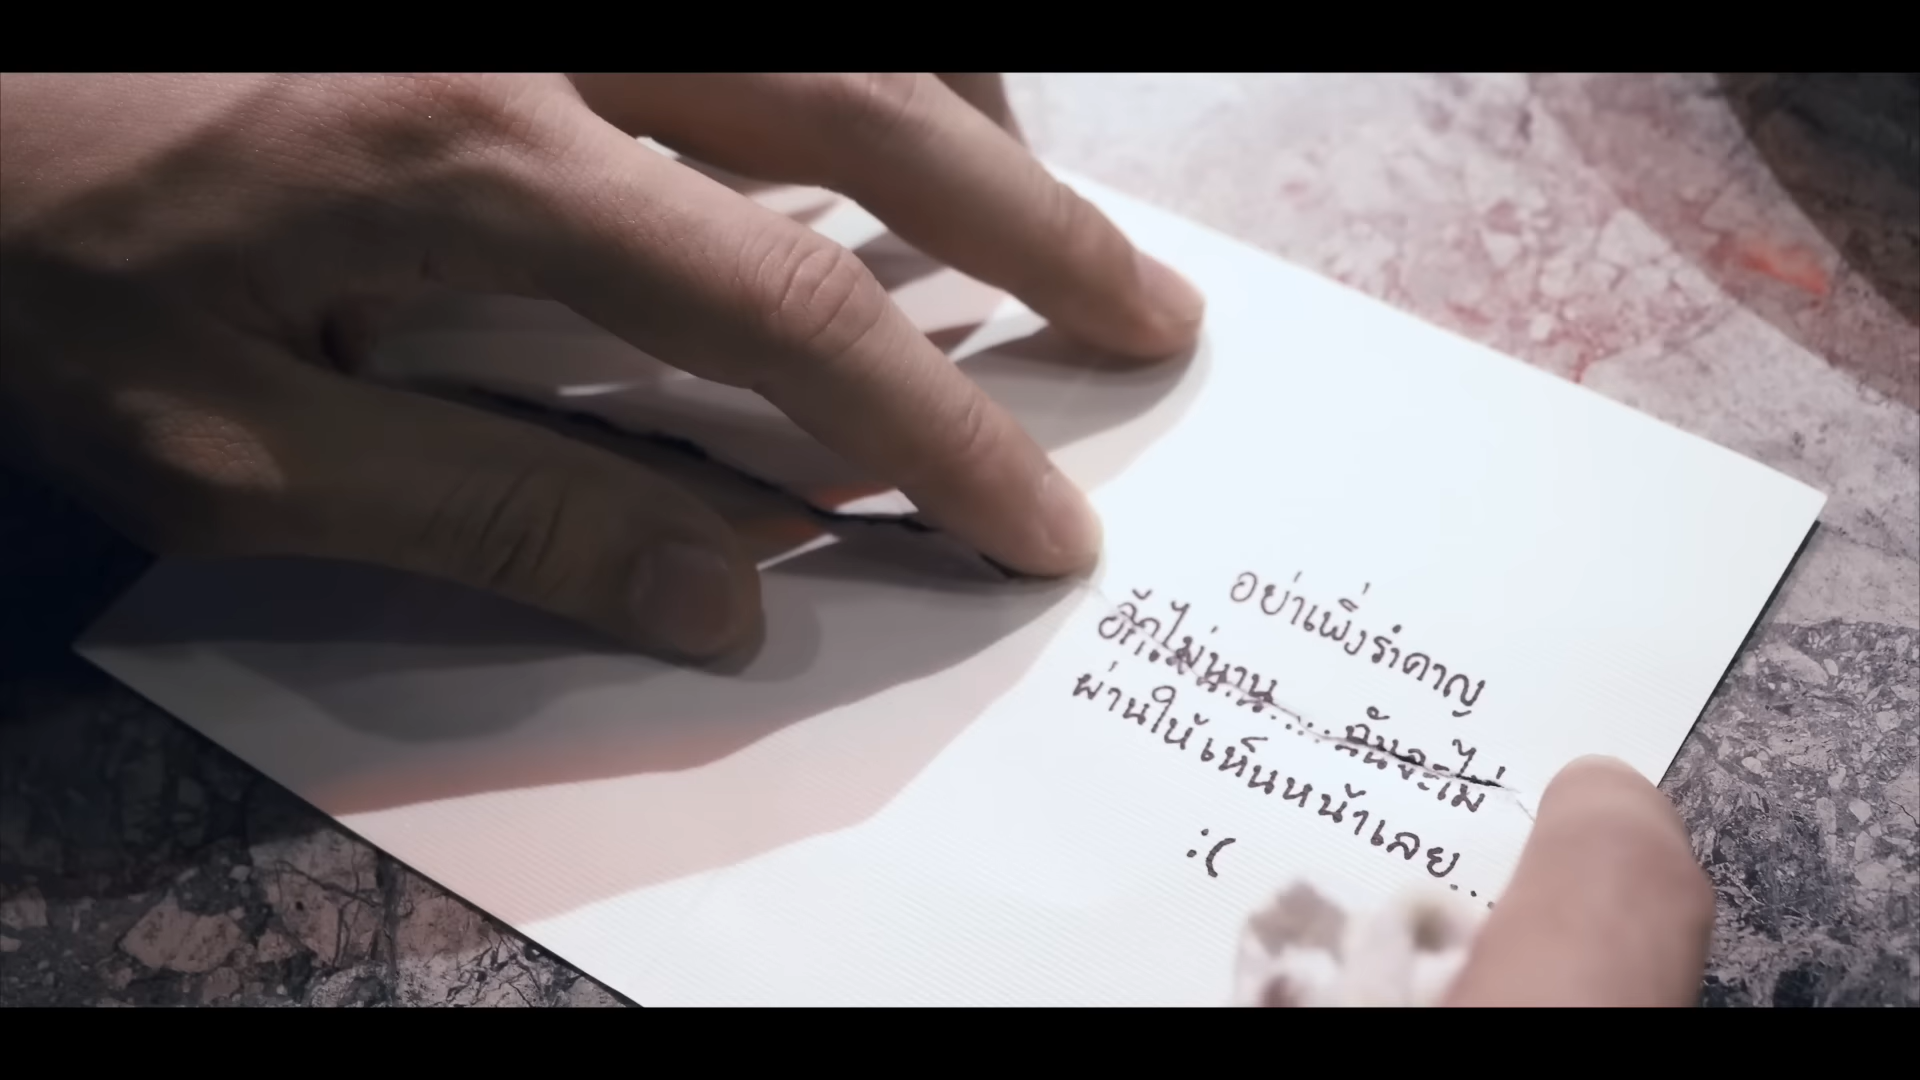 อย่าเพิ่งรำคาญ
อีกไม่นาน....ฉันจะไม่
ผ่านให้เห็นหน้าเลย...
:(